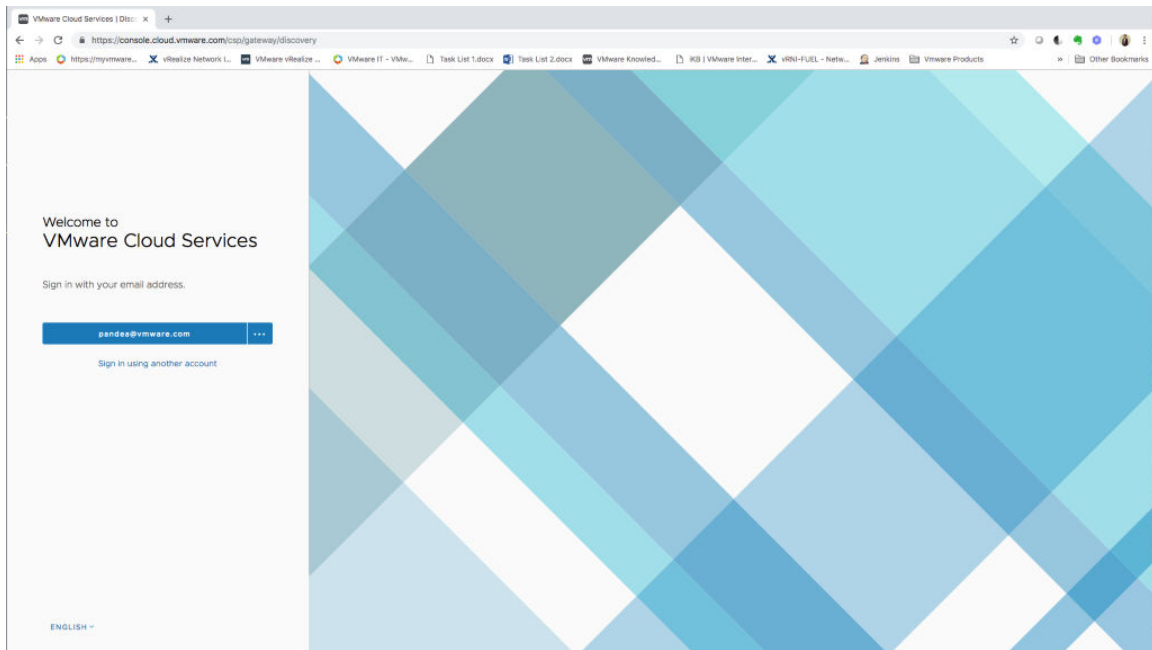 VMware Cloud Services | Disc
https://console.cloud.vmware.com/csp/gateway/discovery
Apps https://myvmware... vRealize Network I... VMware vRealize ... VMware IT - VMw... Task List 1.docx Task List 2.docx VMware Knowled... IKB | VMware Inter... vRNI-FUEL - Netw... Jenkins Vmware Products » Other Bookmarks
Welcome to
VMware Cloud Services
Sign in with your email address.
pandea@vmware.com
Sign in using another account
ENGLISH